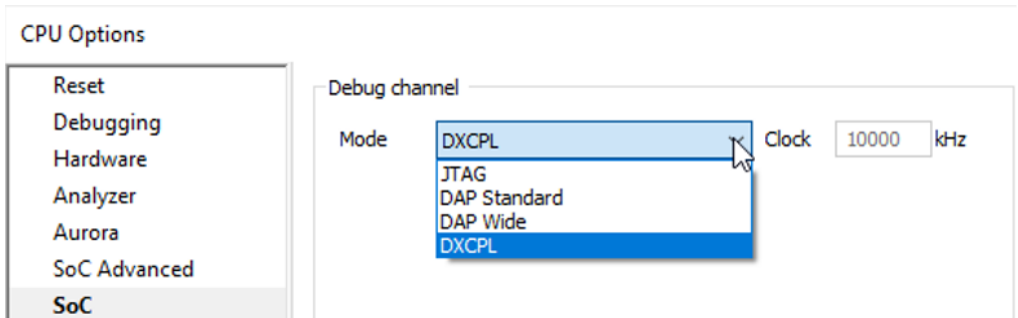 CPU Options
Reset
Debugging
Hardware
Analyzer
Aurora
SoC Advanced
SoC
Debug channel
Mode DXCPL Clock 10000 kHz
JTAG
DAP Standard
DAP Wide
DXCPL